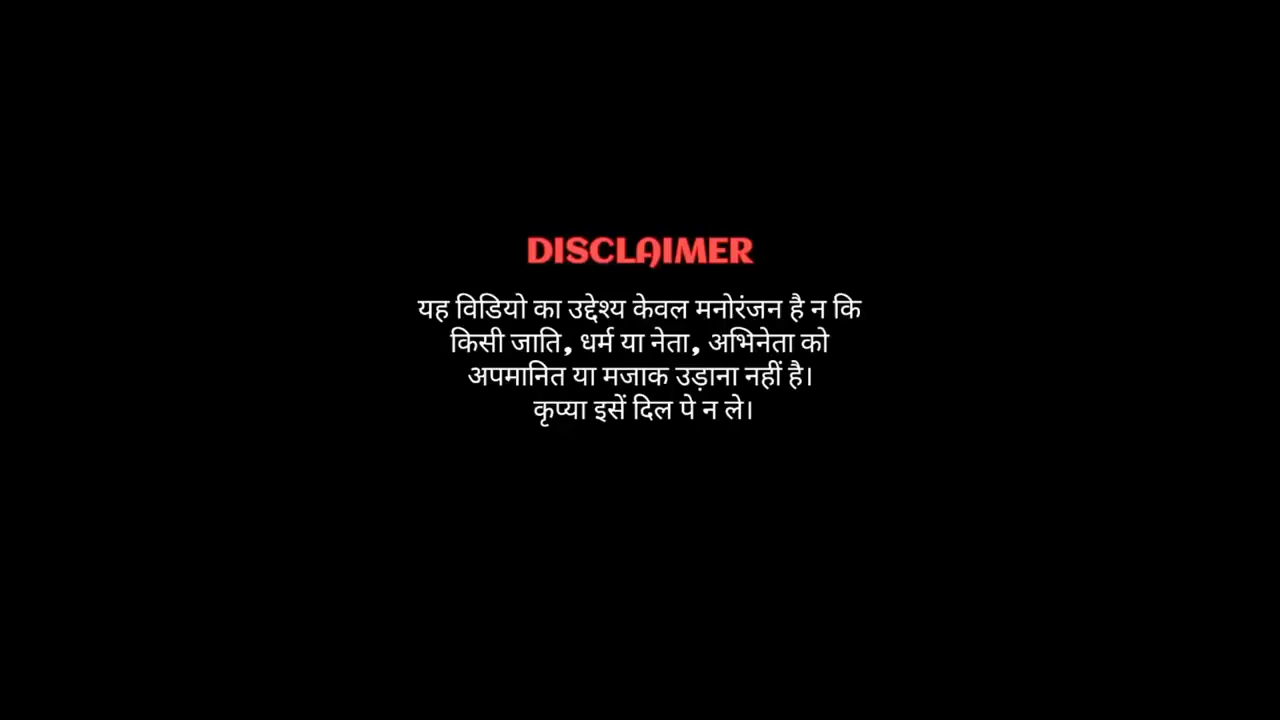 DISCLAIMER
यह विडियो का उद्देश्य केवल मनोरंजन है न कि
किसी जाति, धर्म या नेता, अभिनेता को
अपमानित या मजाक उड़ाना नहीं है।
कृप्या इसें दिल पे न ले।